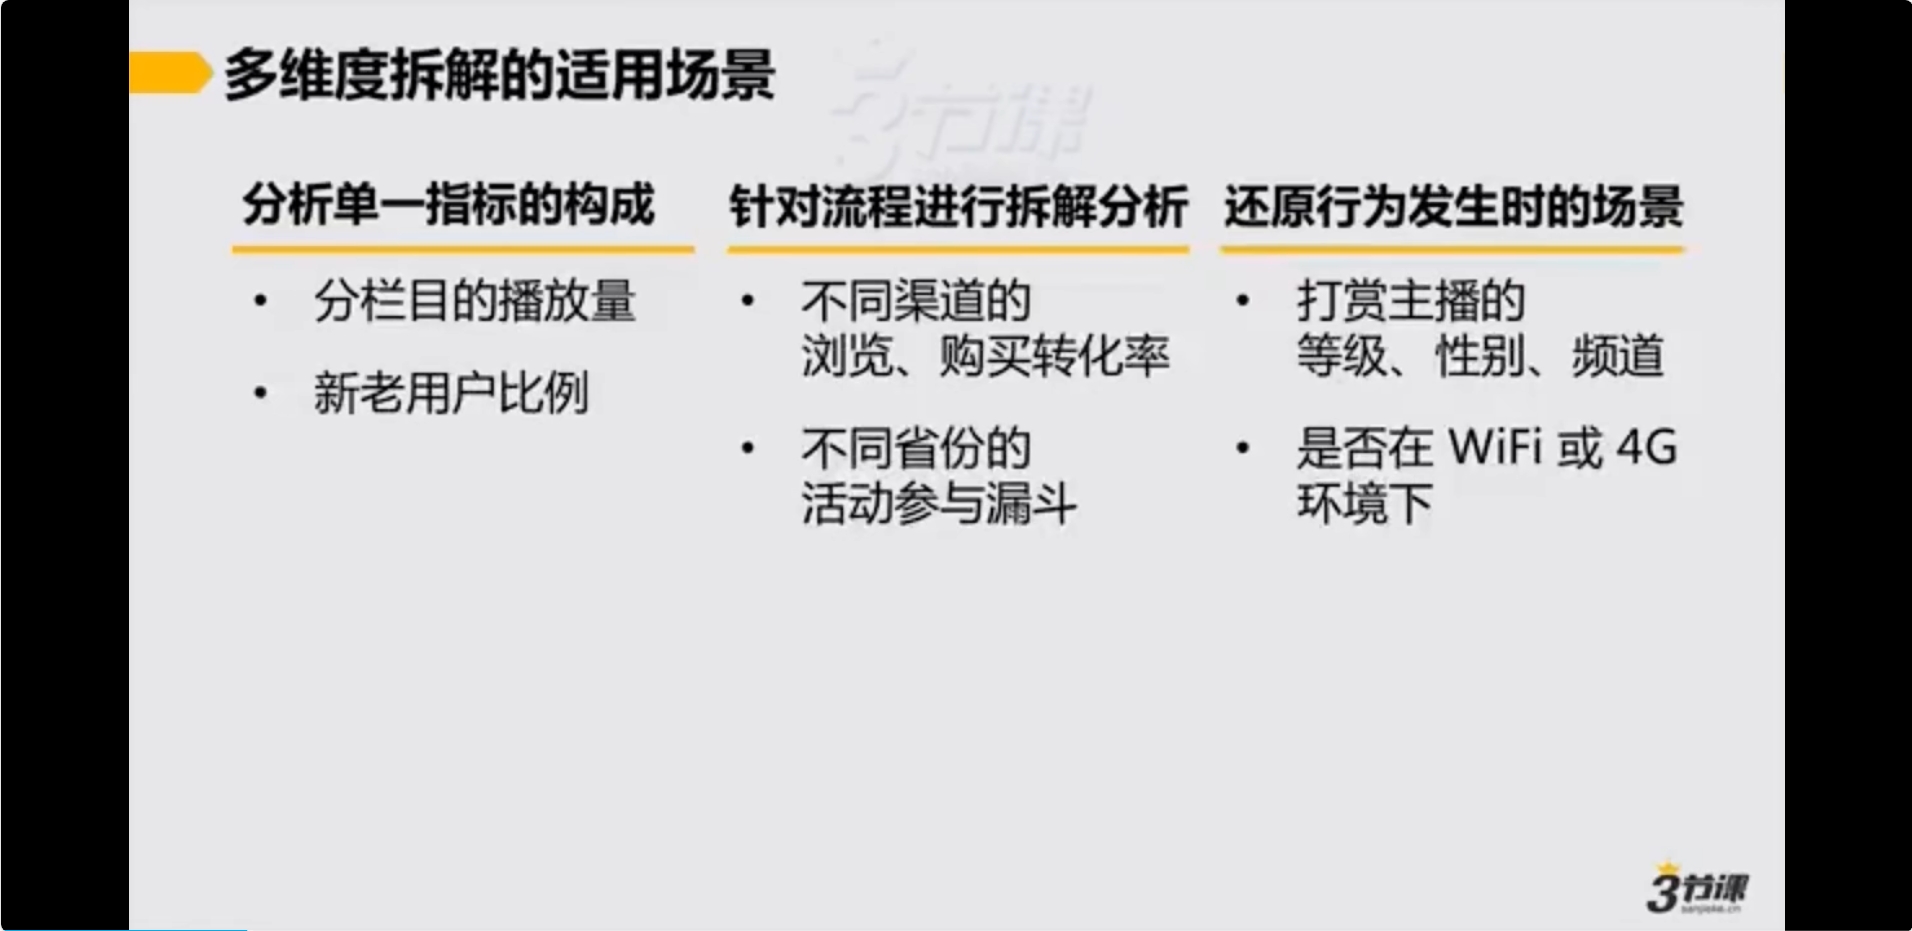 多维度拆解的适用场景
3节课
分析单一指标的构成
• 分栏目的播放量
• 新老用户比例
针对流程进行拆解分析
• 不同渠道的
浏览、购买转化率
• 不同省份的
活动参与漏斗
还原行为发生时的场景
• 打赏主播的
等级、性别、频道
• 是否在 WiFi 或 4G
环境下
3节课
sanjieke.cn